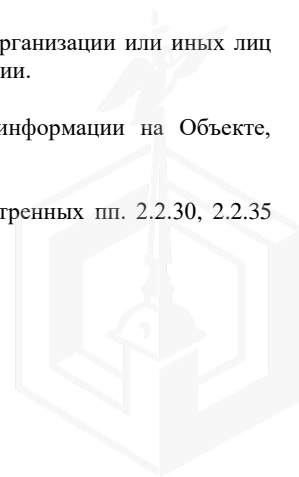 рганизации или иных лиц
ии.
информации на Объекте,
тренных пп. 2.2.30, 2.2.35